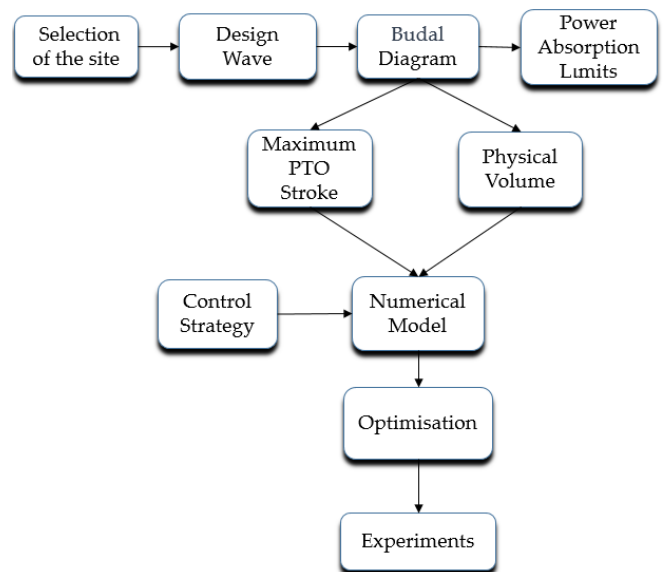 Selection
of the site
Design
Wave
Budal
Diagram
Power
Absorption
Limits
Maximum
PTO
Stroke
Physical
Volume
Control
Strategy
Numerical
Model
Optimisation
Experiments